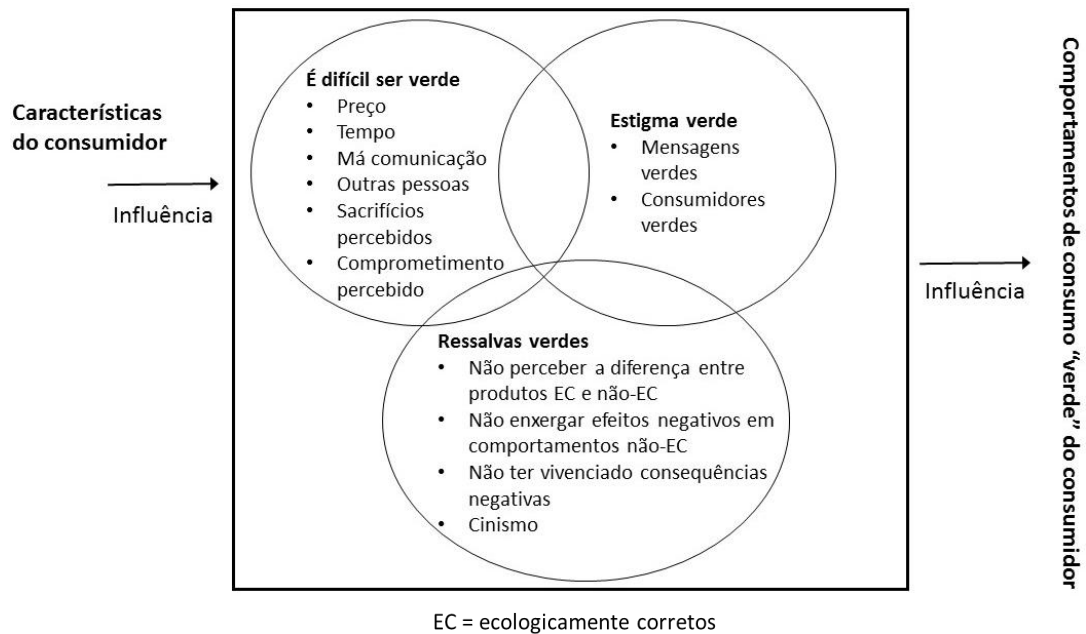 Características
do consumidor
Influência
É difícil ser verde
• Preço
• Tempo
• Má comunicação
• Outras pessoas
• Sacrifícios
percebidos
• Comprometimento
percebido
Estigma verde
• Mensagens
verdes
• Consumidores
verdes
Ressalvas verdes
• Não perceber a diferença entre
produtos EC e não-EC
• Não enxergar efeitos negativos em
comportamentos não-EC
• Não ter vivenciado consequências
negativas
• Cinismo
Influência
Comportamentos de consumo “verde” do consumidor
EC = ecologicamente corretos